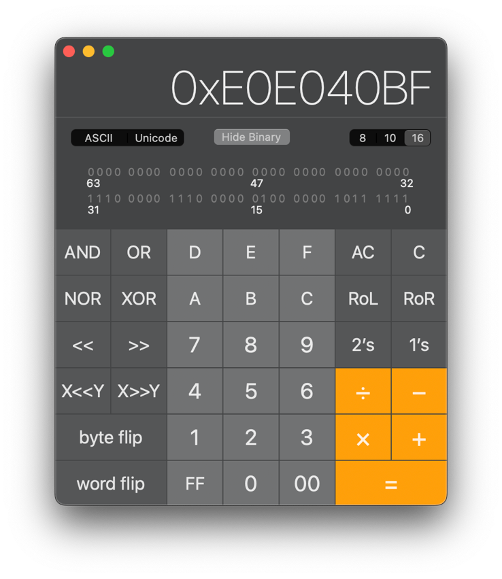 0xE0E040BF
ASCII Unicode Hide Binary 8 10 16
0000 0000 0000 0000 0000 0000 0000 0000
63 47 32
1110 0000 1110 0000 0100 0000 1011 1111
31 15 0
AND OR D E F AC C
NOR XOR A B C RoL RoR
<< >> 7 8 9 2's 1's
X<<Y X>>Y 4 5 6 ÷ −
byte flip 1 2 3 × +
word flip FF 0 00 =